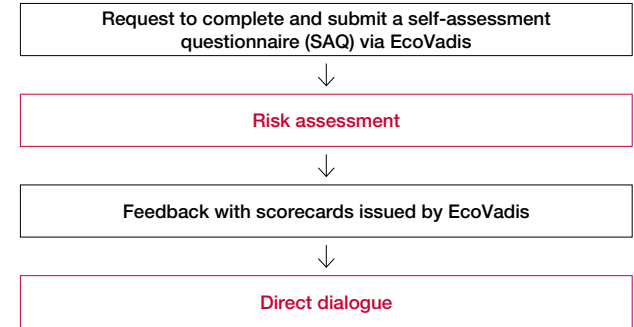 Request to complete and submit a self-assessment
questionnaire (SAQ) via EcoVadis
Risk assessment
Feedback with scorecards issued by EcoVadis
Direct dialogue